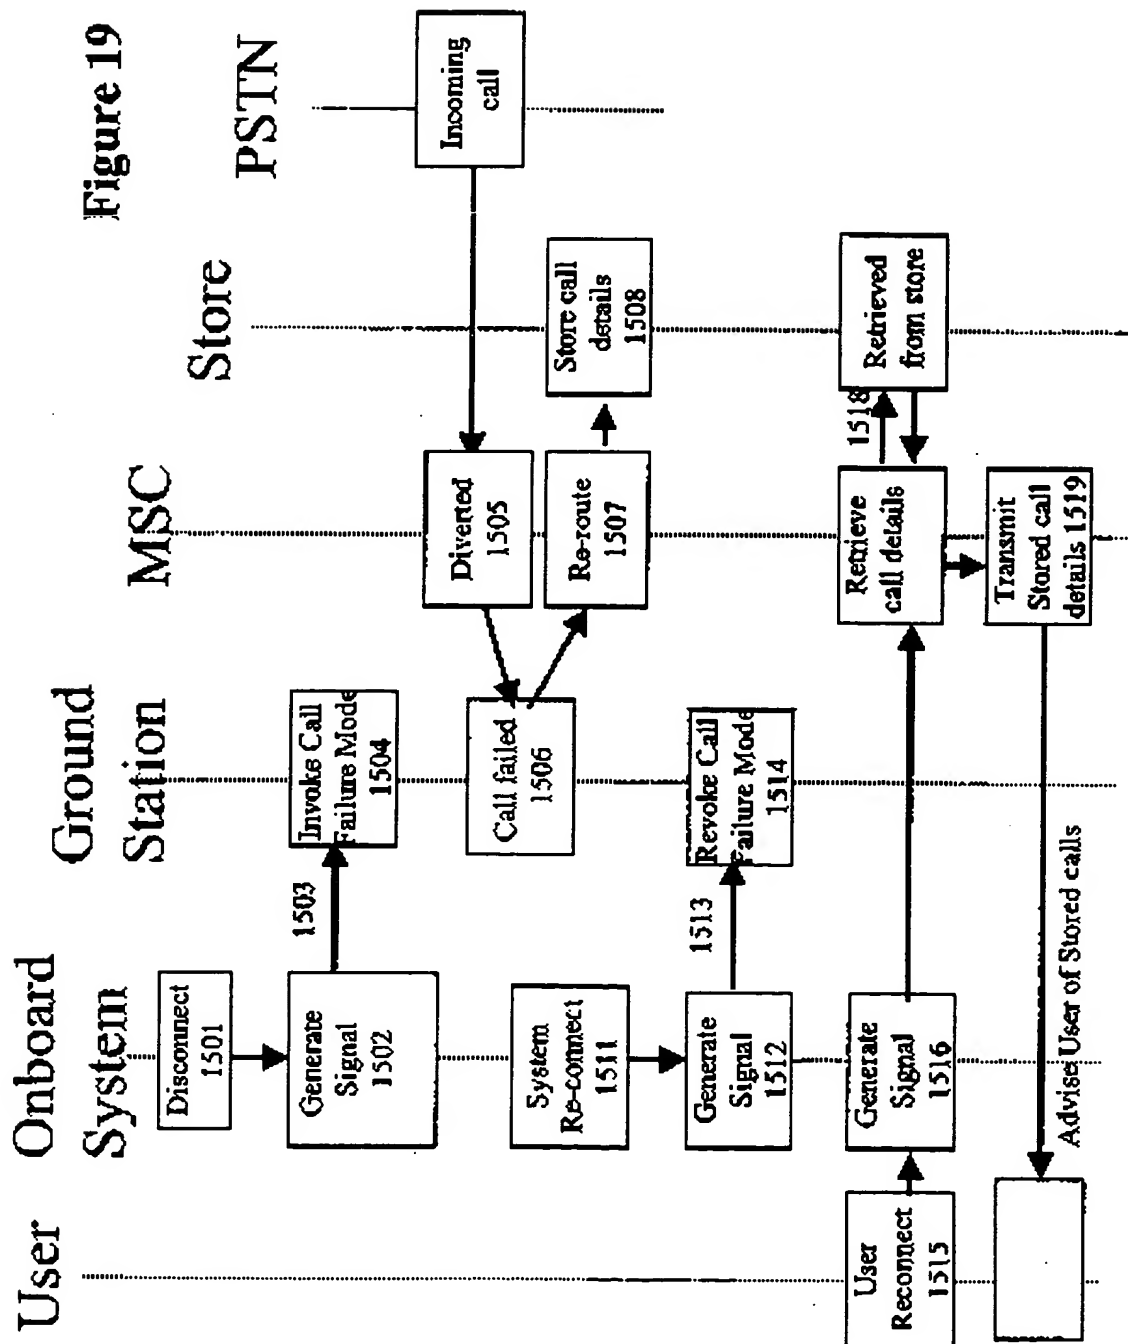 Figure 19
User
Onboard
System
Ground
Station
MSC
Store
PSTN
Disconnect
1501
Generate
Signal
1502
1503
Invoke Call
Failure Mode
1504
Incoming
call
Diverted
1505
Call failed
1506
Re-route
1507
Store call
details
1508
System
Re-connect
1511
Generate
Signal
1512
1513
Revoke Call
Failure Mode
1514
User
Reconnect
1515
Generate
Signal
1516
Retrieve
call details
1518
Retrieved
from store
Transmit
Stored call
details 1519
Advise User of Stored calls